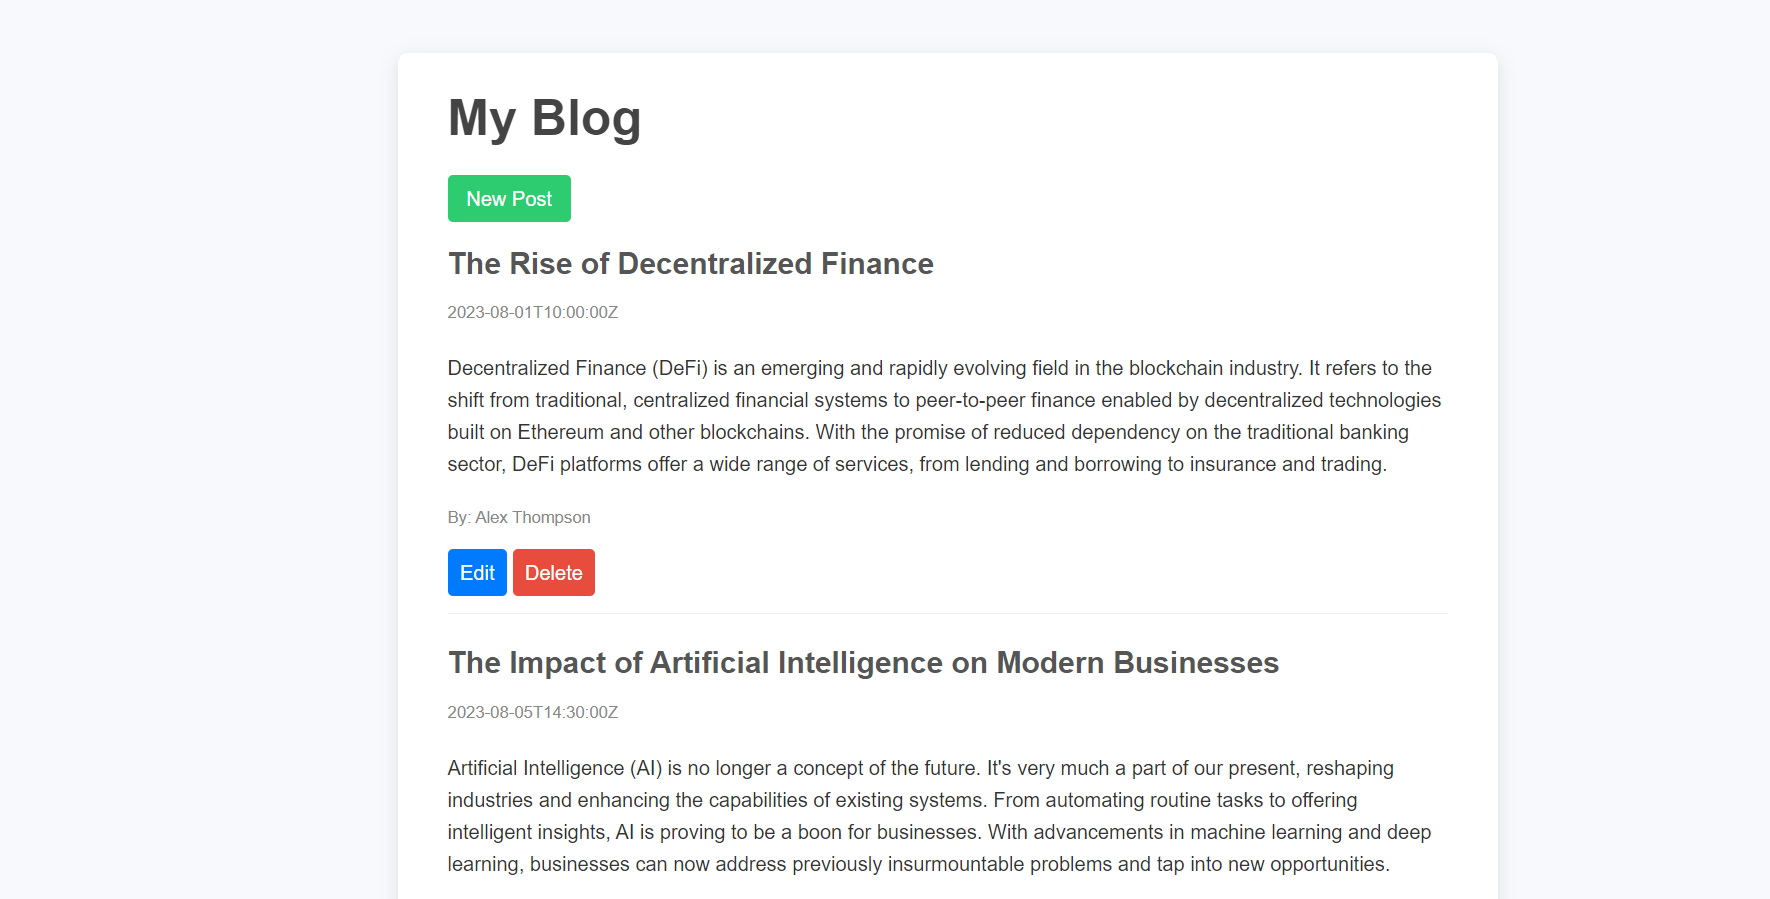 My Blog
New Post
The Rise of Decentralized Finance
2023-08-01T10:00:00Z
Decentralized Finance (DeFi) is an emerging and rapidly evolving field in the blockchain industry. It refers to the
shift from traditional, centralized financial systems to peer-to-peer finance enabled by decentralized technologies
built on Ethereum and other blockchains. With the promise of reduced dependency on the traditional banking
sector, DeFi platforms offer a wide range of services, from lending and borrowing to insurance and trading.
By: Alex Thompson
Edit Delete
The Impact of Artificial Intelligence on Modern Businesses
2023-08-05T14:30:00Z
Artificial Intelligence (AI) is no longer a concept of the future. It's very much a part of our present, reshaping
industries and enhancing the capabilities of existing systems. From automating routine tasks to offering
intelligent insights, AI is proving to be a boon for businesses. With advancements in machine learning and deep
learning, businesses can now address previously insurmountable problems and tap into new opportunities.